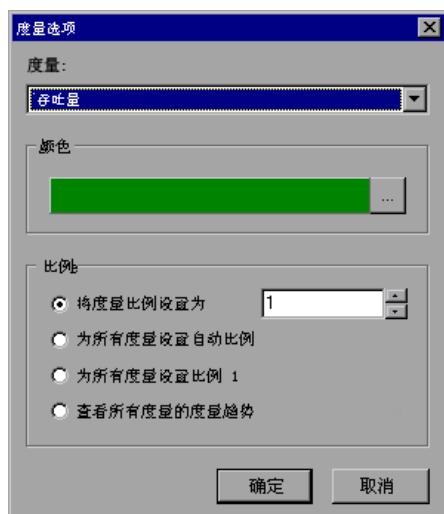 度量选项
度量:
吞吐量
颜色
...
比例
将度量比例设置为 1
为所有度量设置自动比例
为所有度量设置比例 1
查看所有度量的度量趋势
确定 取消